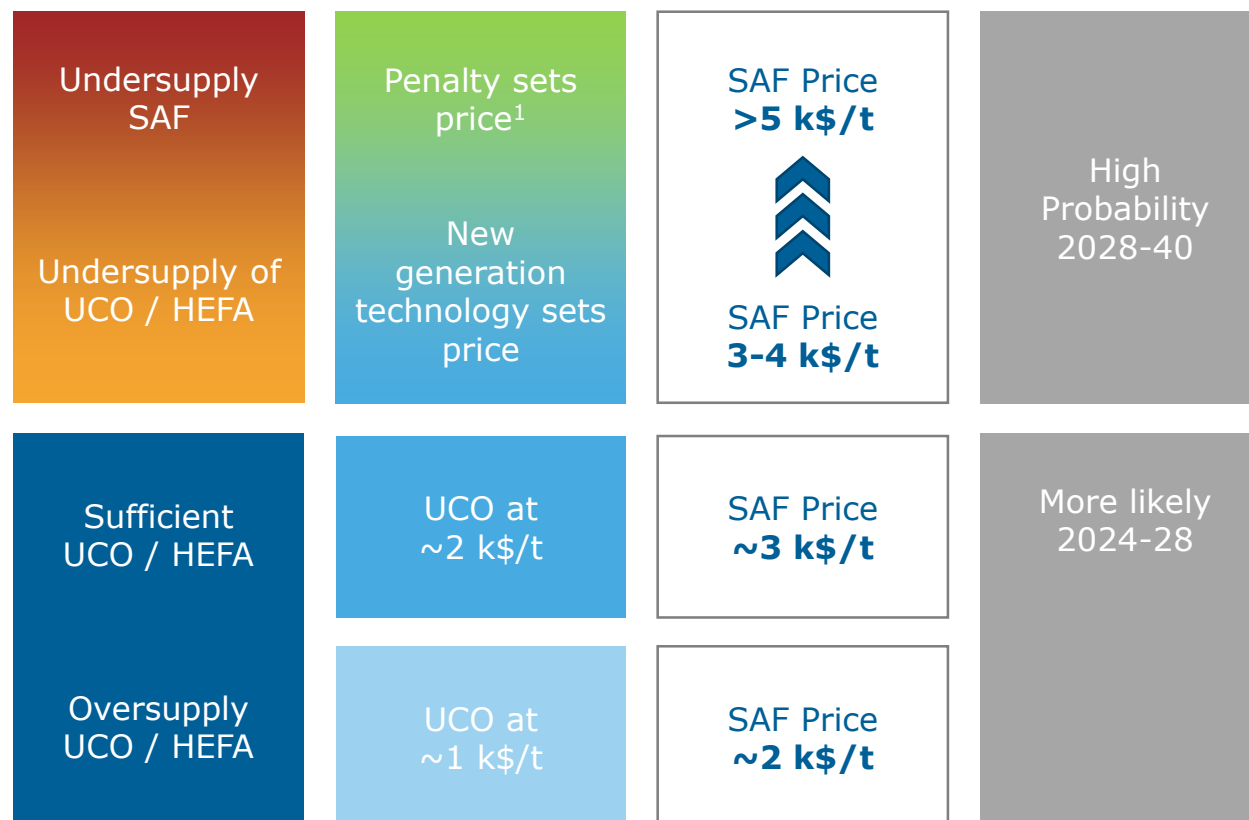 Undersupply
SAF
Undersupply of
UCO / HEFA
Penalty sets
price¹
New
generation
technology sets
price
SAF Price
>5 k$/t
SAF Price
3-4 k$/t
High
Probability
2028-40
Sufficient
UCO / HEFA
Oversupply
UCO / HEFA
UCO at
~2 k$/t
UCO at
~1 k$/t
SAF Price
~3 k$/t
SAF Price
~2 k$/t
More likely
2024-28